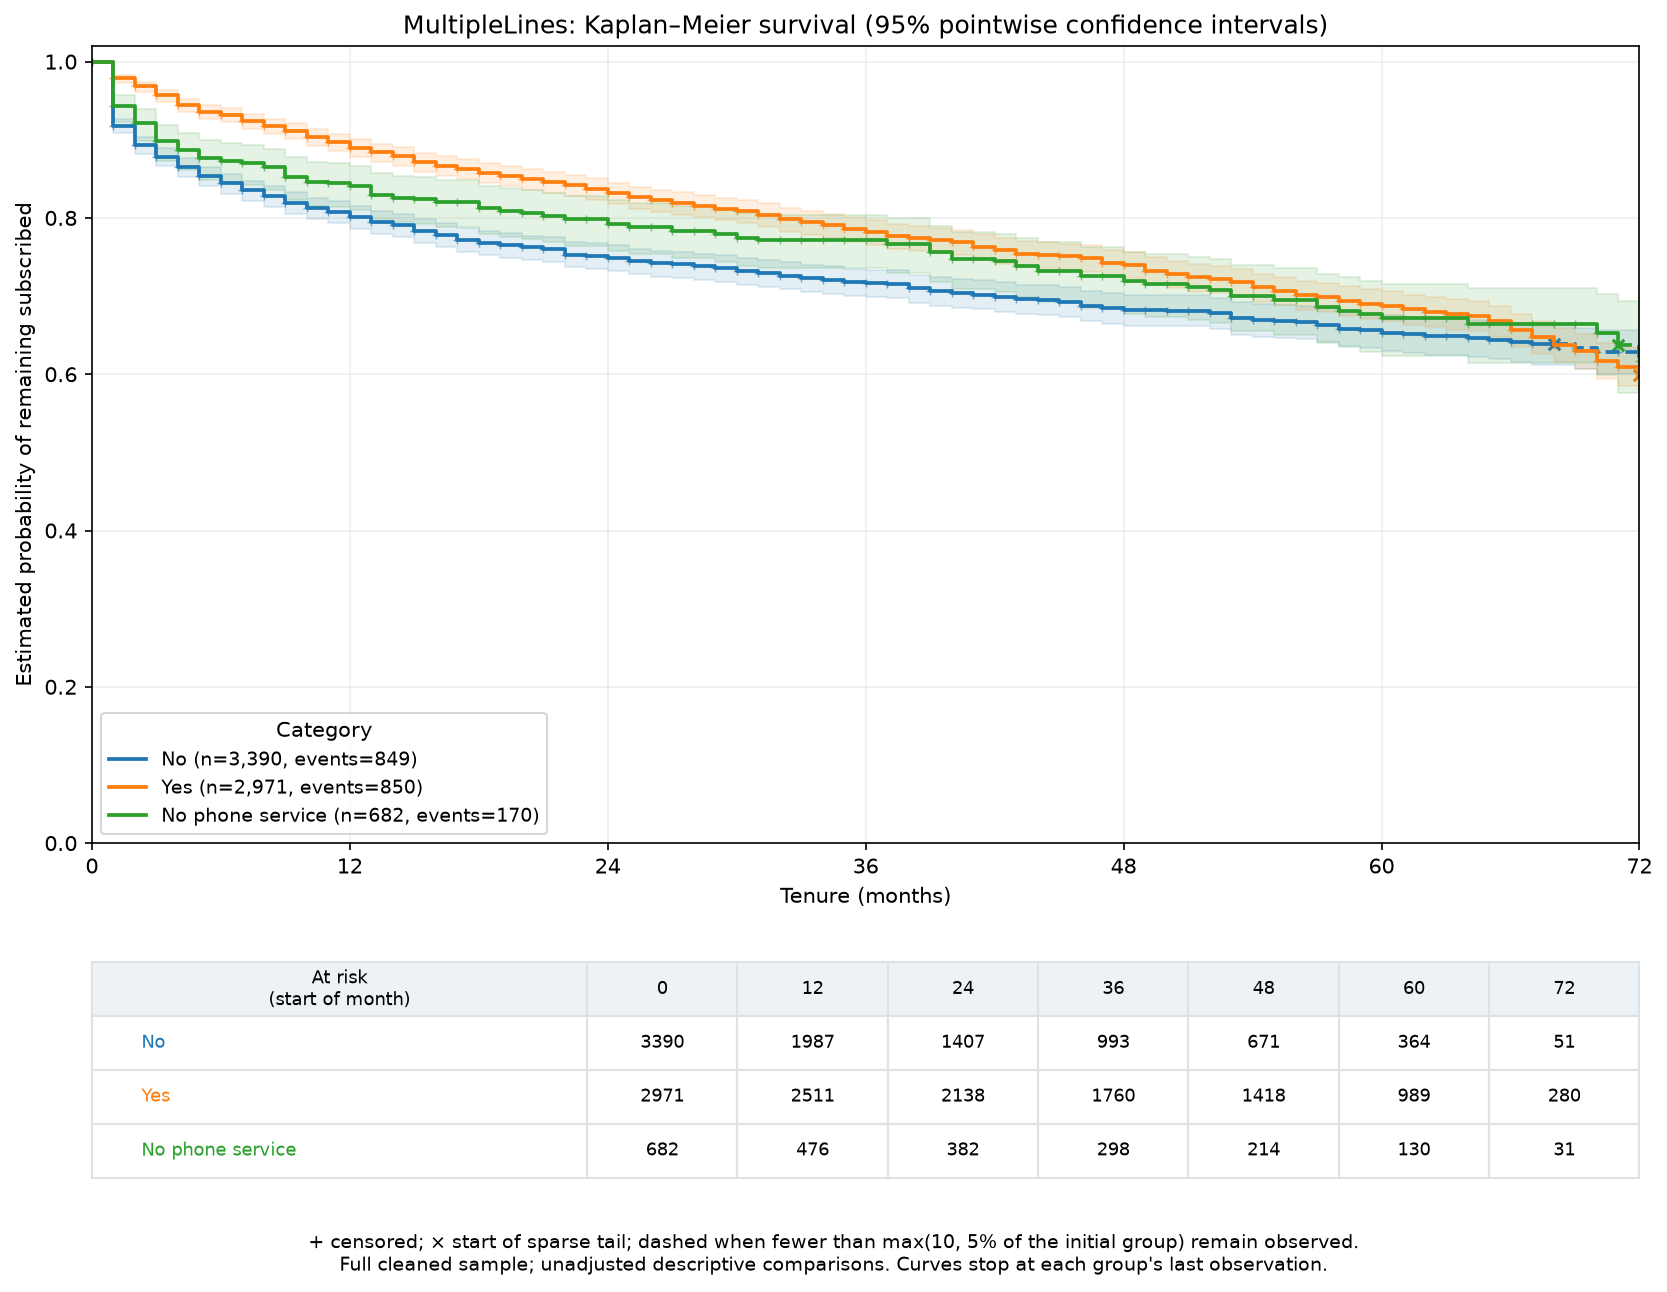 MultipleLines: Kaplan–Meier survival (95% pointwise confidence intervals)
Estimated probability of remaining subscribed
1.0
0.8
0.6
0.4
0.2
0.0
Category
No (n=3,390, events=849)
Yes (n=2,971, events=850)
No phone service (n=682, events=170)
0 12 24 36 48 60 72
Tenure (months)
At risk
(start of month) 0 12 24 36 48 60 72
No 3390 1987 1407 993 671 364 51
Yes 2971 2511 2138 1760 1418 989 280
No phone service 682 476 382 298 214 130 31
+ censored; × start of sparse tail; dashed when fewer than max(10, 5% of the initial group) remain observed.
Full cleaned sample; unadjusted descriptive comparisons. Curves stop at each group's last observation.